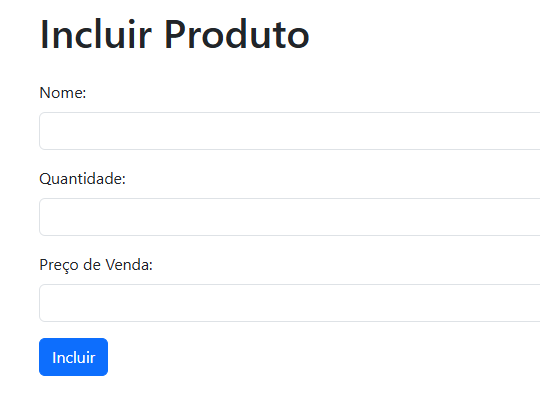 Incluir Produto
Nome:
Quantidade:
Preço de Venda:
Incluir